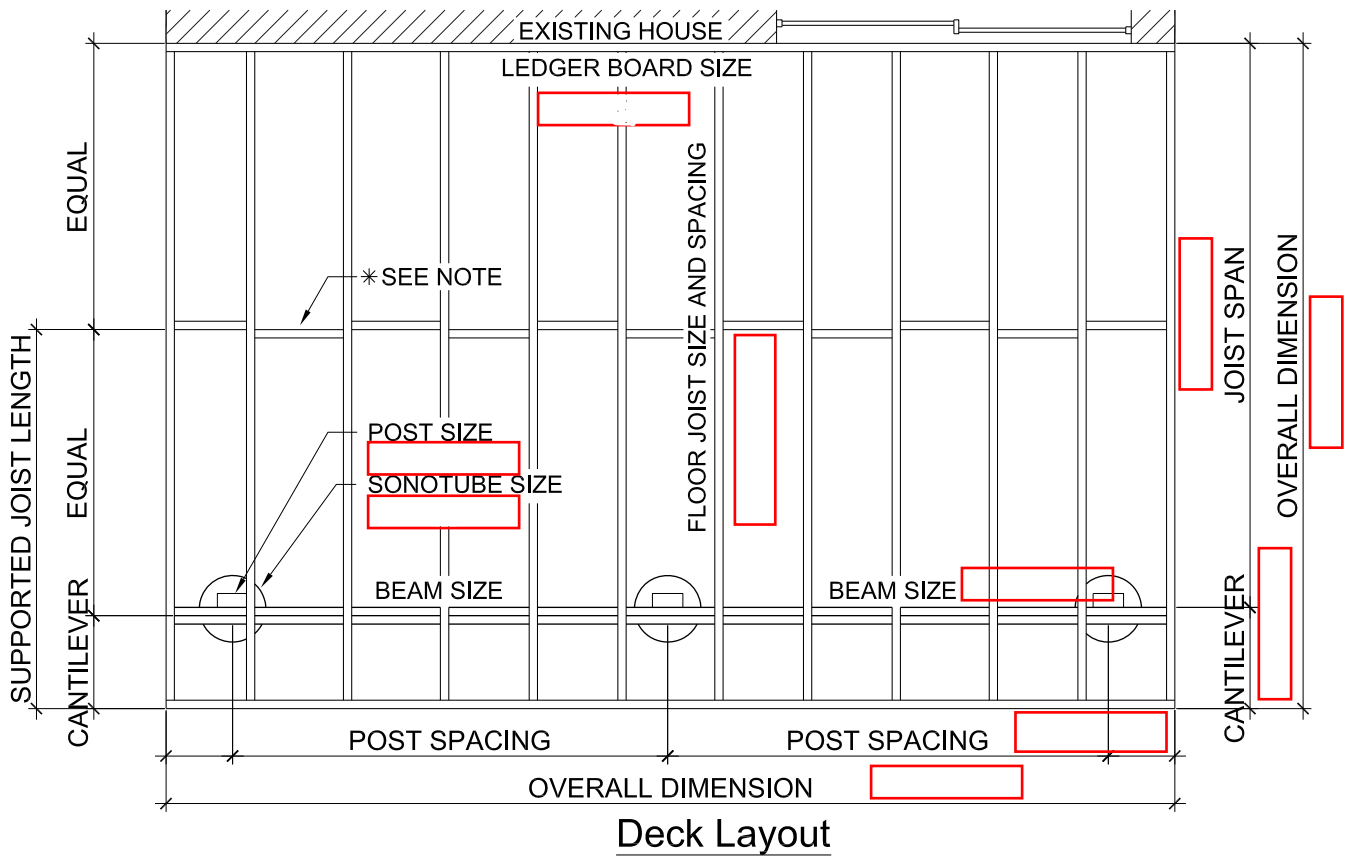 EXISTING HOUSE
LEDGER BOARD SIZE
EQUAL
FLOOR JOIST SIZE AND SPACING
JOIST SPAN
OVERALL DIMENSION
✳ SEE NOTE
SUPPORTED JOIST LENGTH
EQUAL
POST SIZE
SONOTUBE SIZE
BEAM SIZE
BEAM SIZE
CANTILEVER
CANTILEVER
POST SPACING
POST SPACING
OVERALL DIMENSION
Deck Layout